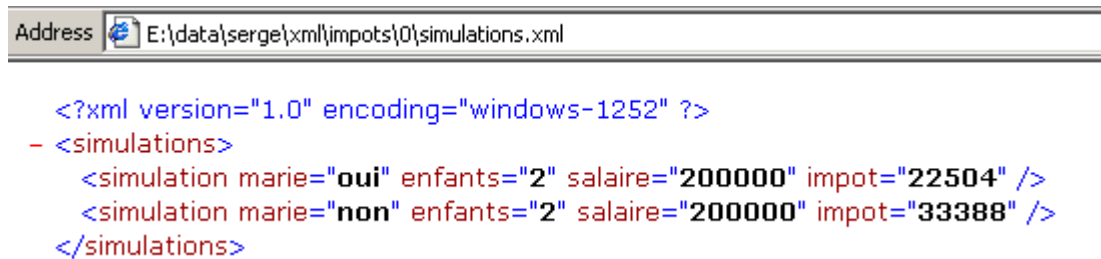 Address E:\data\serge\xml\impots\0\simulations.xml
<?xml version="1.0" encoding="windows-1252" ?>
- <simulations>
<simulation marie="oui" enfants="2" salaire="200000" impot="22504" />
<simulation marie="non" enfants="2" salaire="200000" impot="33388" />
</simulations>